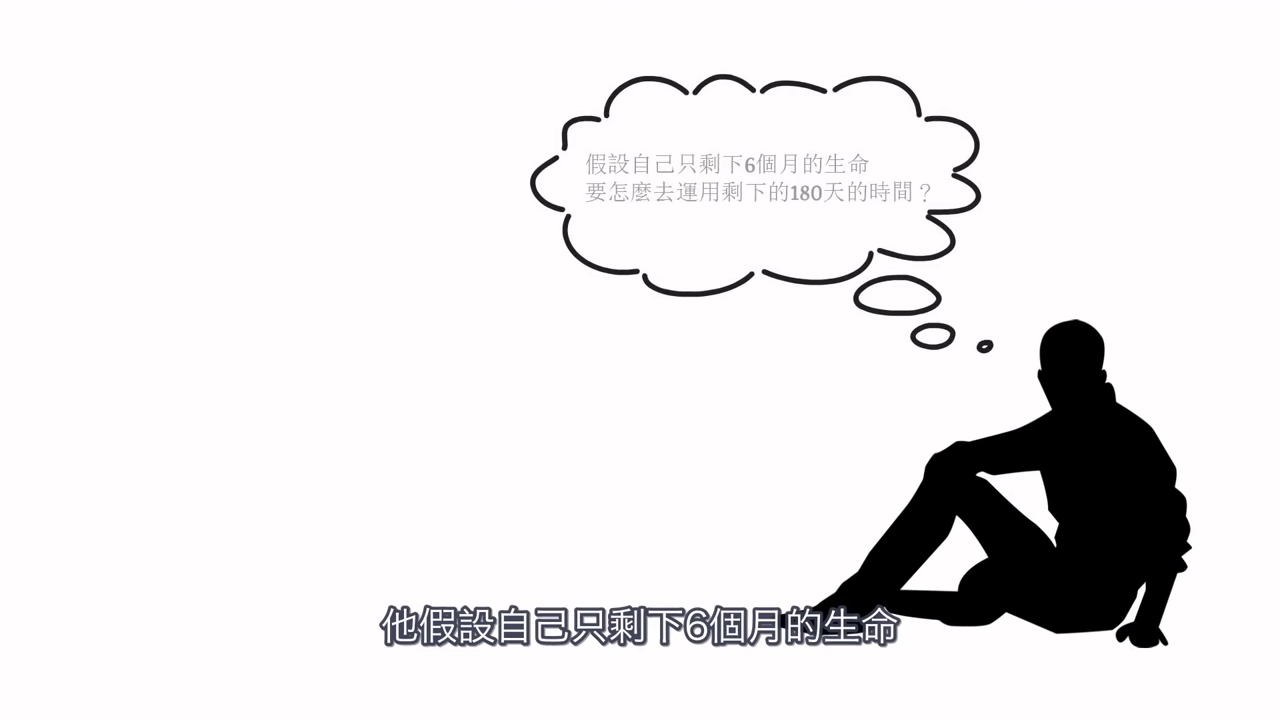 假設自己只剩下6個月的生命
要怎麼去運用剩下的180天的時間？
他假設自己只剩下6個月的生命